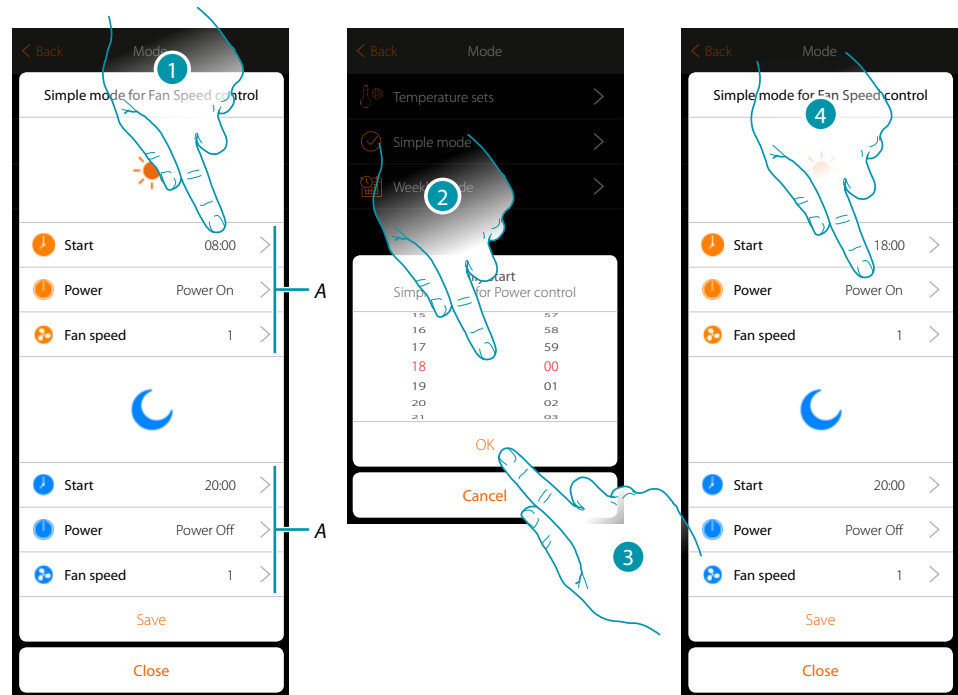 < Back Mode
1
Simple mode for Fan Speed control
Start 08:00
Power Power On
Fan speed 1
A
Start 20:00
Power Power Off
Fan speed 1
A
Save
Close
< Back Mode
Temperature sets
Simple mode
2
Simple for Power control
15 57
16 58
17 59
18 00
19 01
20 02
21 03
OK
Cancel
3
< Back Mode
Simple mode for Fan Speed control
4
Start 18:00
Power Power On
Fan speed 1
Start 20:00
Power Power Off
Fan speed 1
Save
Close